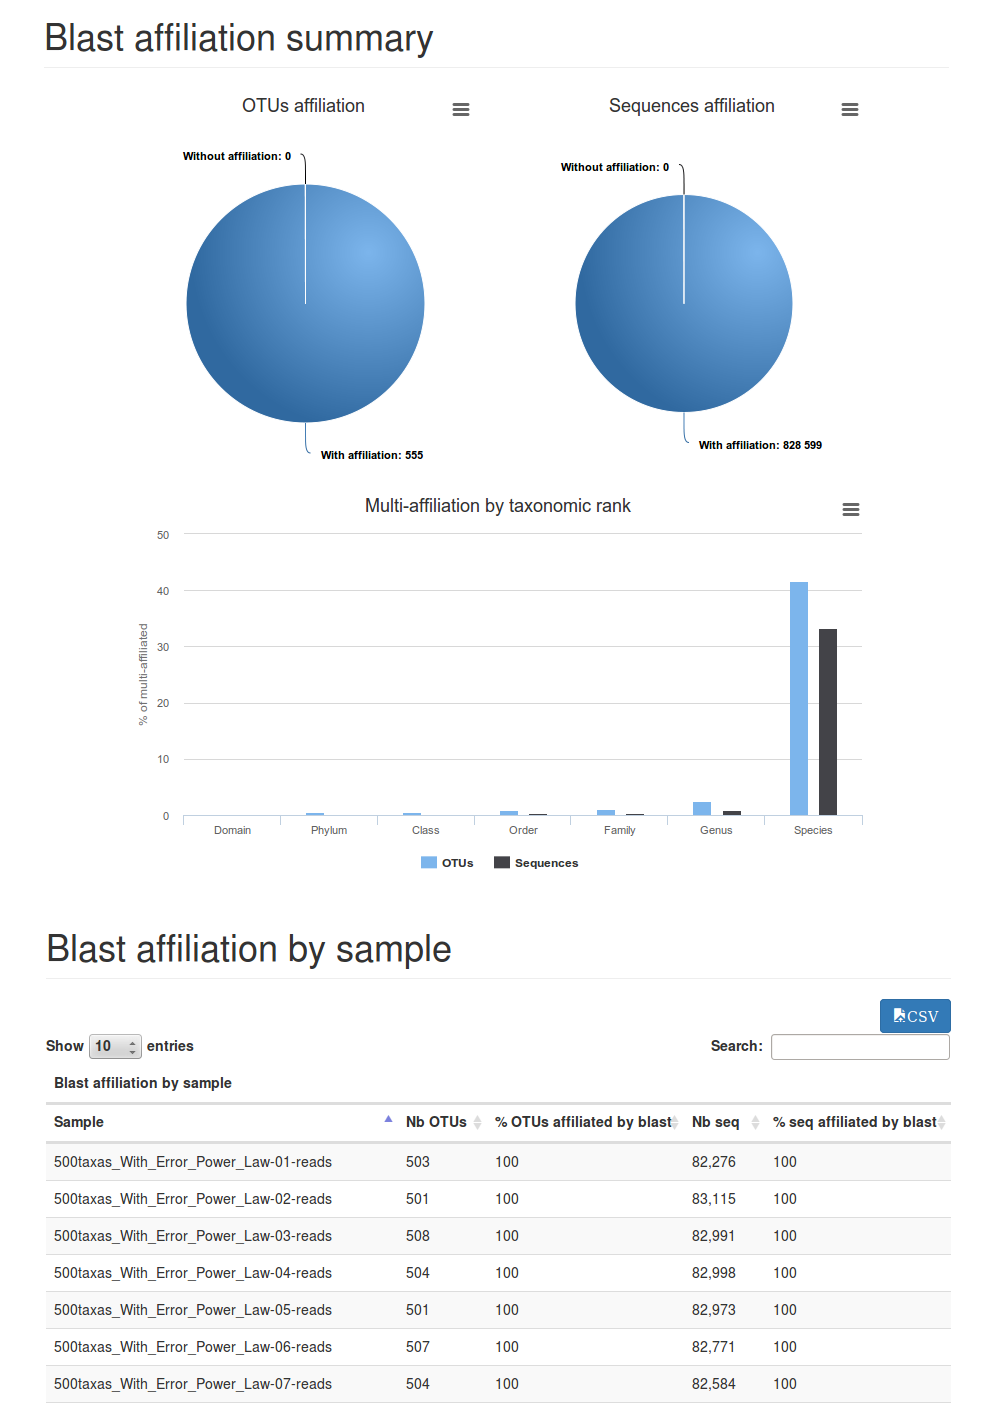 Blast affiliation summary
OTUs affiliation
Sequences affiliation
Without affiliation: 0
Without affiliation: 0
With affiliation: 555
With affiliation: 828 599
Multi-affiliation by taxonomic rank
% of multi-affiliated
50
40
30
20
10
0
Domain Phylum Class Order Family Genus Species
OTUs Sequences
Blast affiliation by sample
CSV
Show 10 entries Search:
Blast affiliation by sample
Sample Nb OTUs % OTUs affiliated by blast Nb seq % seq affiliated by blast
500taxas_With_Error_Power_Law-01-reads 503 100 82,276 100
500taxas_With_Error_Power_Law-02-reads 501 100 83,115 100
500taxas_With_Error_Power_Law-03-reads 508 100 82,991 100
500taxas_With_Error_Power_Law-04-reads 504 100 82,998 100
500taxas_With_Error_Power_Law-05-reads 501 100 82,973 100
500taxas_With_Error_Power_Law-06-reads 507 100 82,771 100
500taxas_With_Error_Power_Law-07-reads 504 100 82,584 100